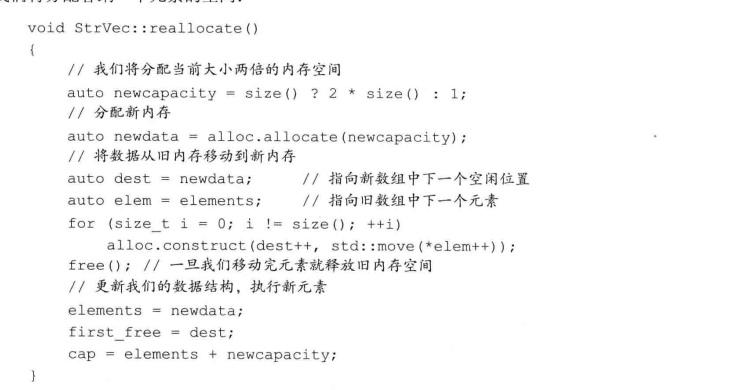 void StrVec::reallocate()
{
// 我们将分配当前大小两倍的内存空间
auto newcapacity = size() ? 2 * size() : 1;
// 分配新内存
auto newdata = alloc.allocate(newcapacity);
// 将数据从旧内存移动到新内存
auto dest = newdata; // 指向新数组中下一个空闲位置
auto elem = elements; // 指向旧数组中下一个元素
for (size_t i = 0; i != size(); ++i)
alloc.construct(dest++, std::move(*elem++));
free(); // 一旦我们移动完元素就释放旧内存空间
// 更新我们的数据结构，执行新元素
elements = newdata;
first_free = dest;
cap = elements + newcapacity;
}